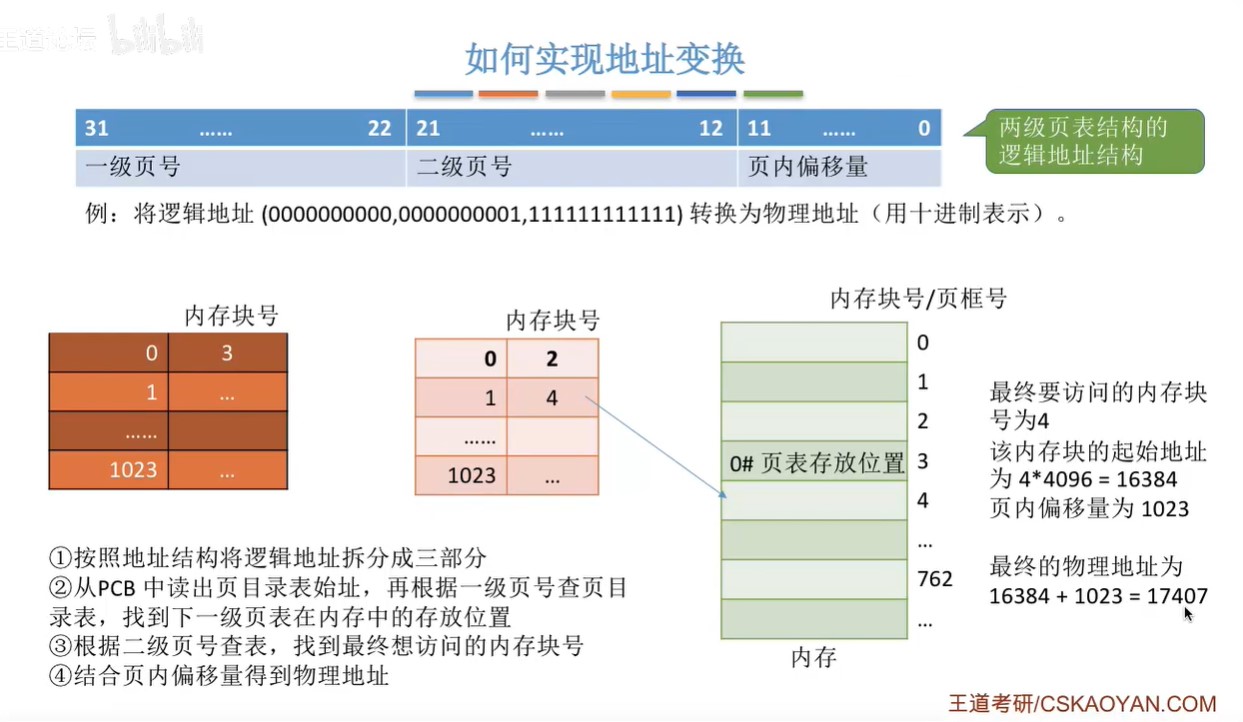 王道论坛 bilibili
如何实现地址变换
31 …… 22 21 …… 12 11 …… 0
一级页号 二级页号 页内偏移量
两级页表结构的
逻辑地址结构
例：将逻辑地址 (0000000000,0000000001,111111111111) 转换为物理地址（用十进制表示）。
内存块号
0 3
1 …
……
1023 …
内存块号
0 2
1 4
……
1023 …
内存块号/页框号
0
1
2
0# 页表存放位置 3
4
…
762
…
内存
最终要访问的内存块
号为4
该内存块的起始地址
为 4*4096 = 16384
页内偏移量为 1023
最终的物理地址为
16384 + 1023 = 17407
①按照地址结构将逻辑地址拆分成三部分
②从PCB 中读出页目录表始址，再根据一级页号查页目
录表，找到下一级页表在内存中的存放位置
③根据二级页号查表，找到最终想访问的内存块号
④结合页内偏移量得到物理地址
王道考研/CSKAOYAN.COM